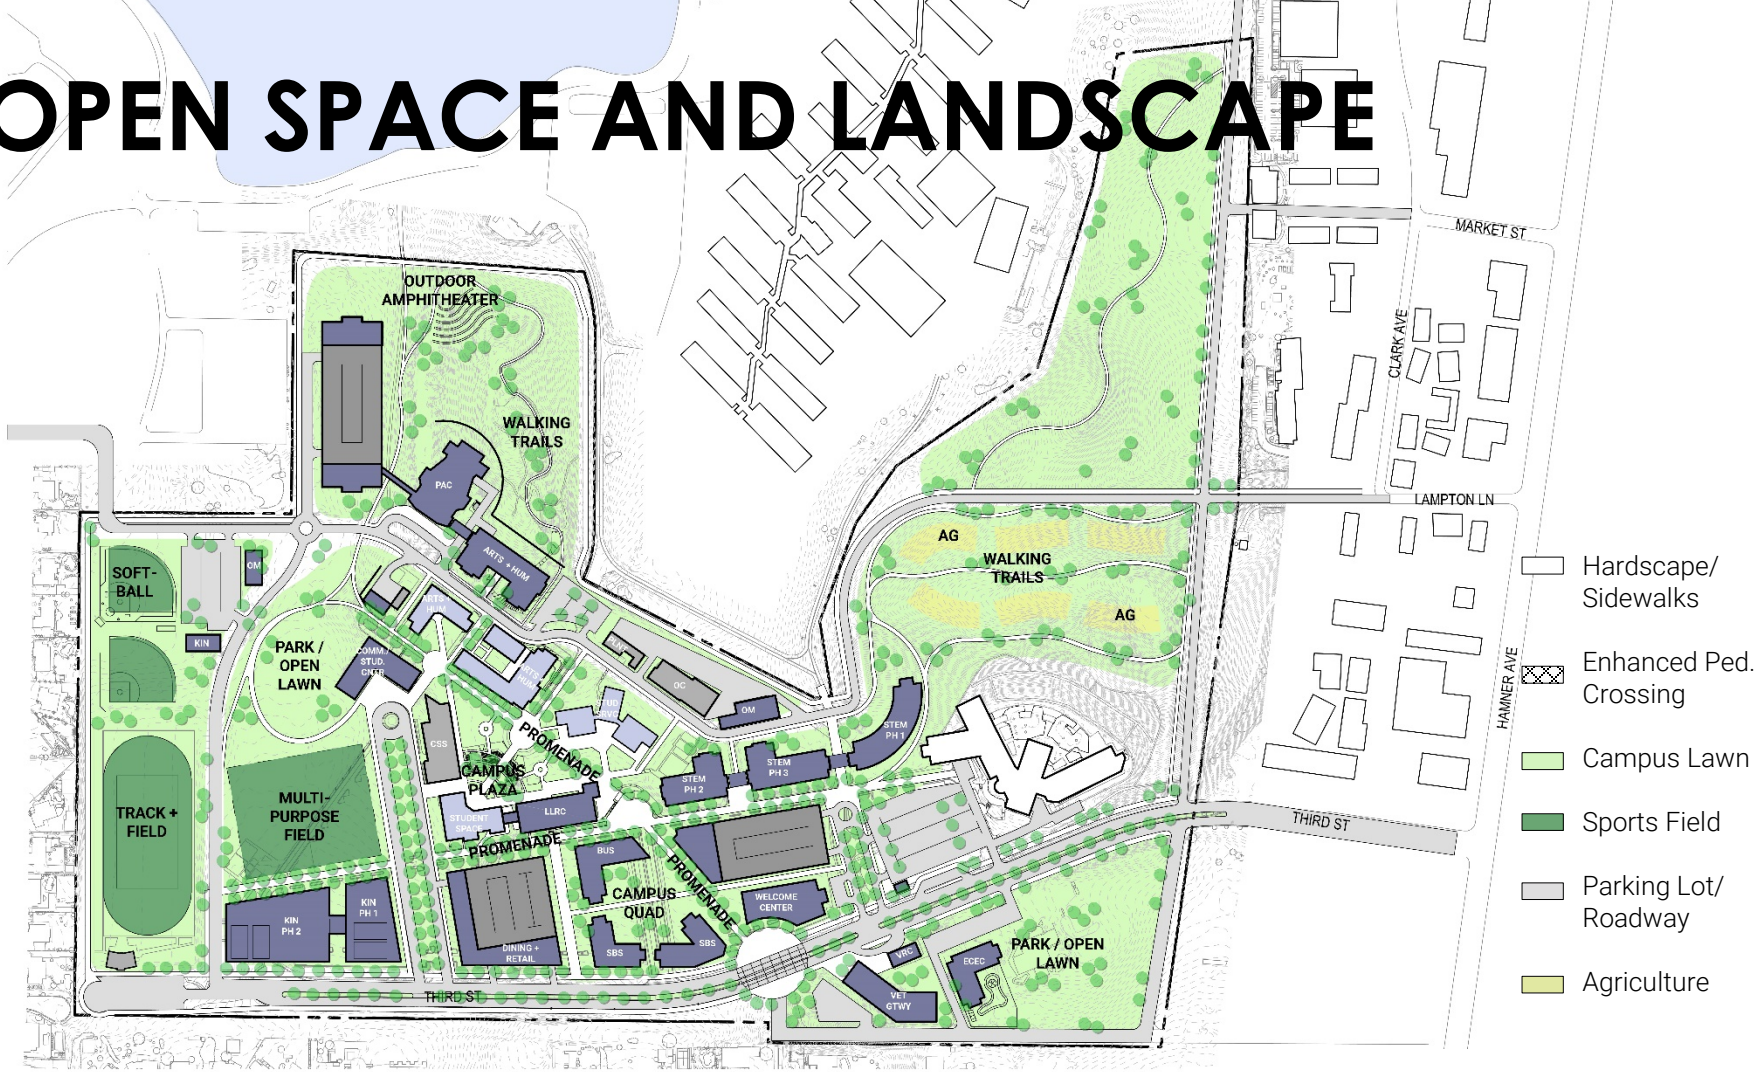 OPEN SPACE AND LANDSCAPE
MARKET ST
CLARK AVE
LAMPTON LN
HAMNER AVE
THIRD ST
OUTDOOR
AMPHITHEATER
WALKING
TRAILS
PAC
ARTS + HUM
SOFT-
BALL
OM
KIN
PARK /
OPEN
LAWN
COMM./
STUD.
CNTR
ARTS +
HUM
ARTS +
HUM
OC
OM
STEM
PH 1
STEM
PH 3
STEM
PH 2
AG
WALKING
TRAILS
AG
CSS
PROMENADE
CAMPUS
PLAZA
STUDENT
SPACE
LLRC
PROMENADE
TRACK +
FIELD
MULTI-
PURPOSE
FIELD
KIN
PH 2
KIN
PH 1
DINING +
RETAIL
BUS
CAMPUS
QUAD
SBS
SBS
PROMENADE
WELCOME
CENTER
VRC
VET
GTWY
ECEC
PARK / OPEN
LAWN
THIRD ST
Hardscape/
Sidewalks
Enhanced Ped.
Crossing
Campus Lawn
Sports Field
Parking Lot/
Roadway
Agriculture